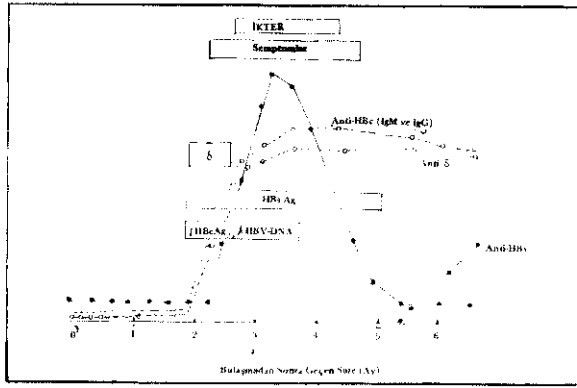 İKTER
Semptomlar
Anti-HBc (IgM ve IgG)
δ
Anti δ
HBs Ag
HBeAg, HBV-DNA
Anti-HBs
0 1 2 3 4 5 6
Bulaşmadan Sonra Geçen Süre (Ay)